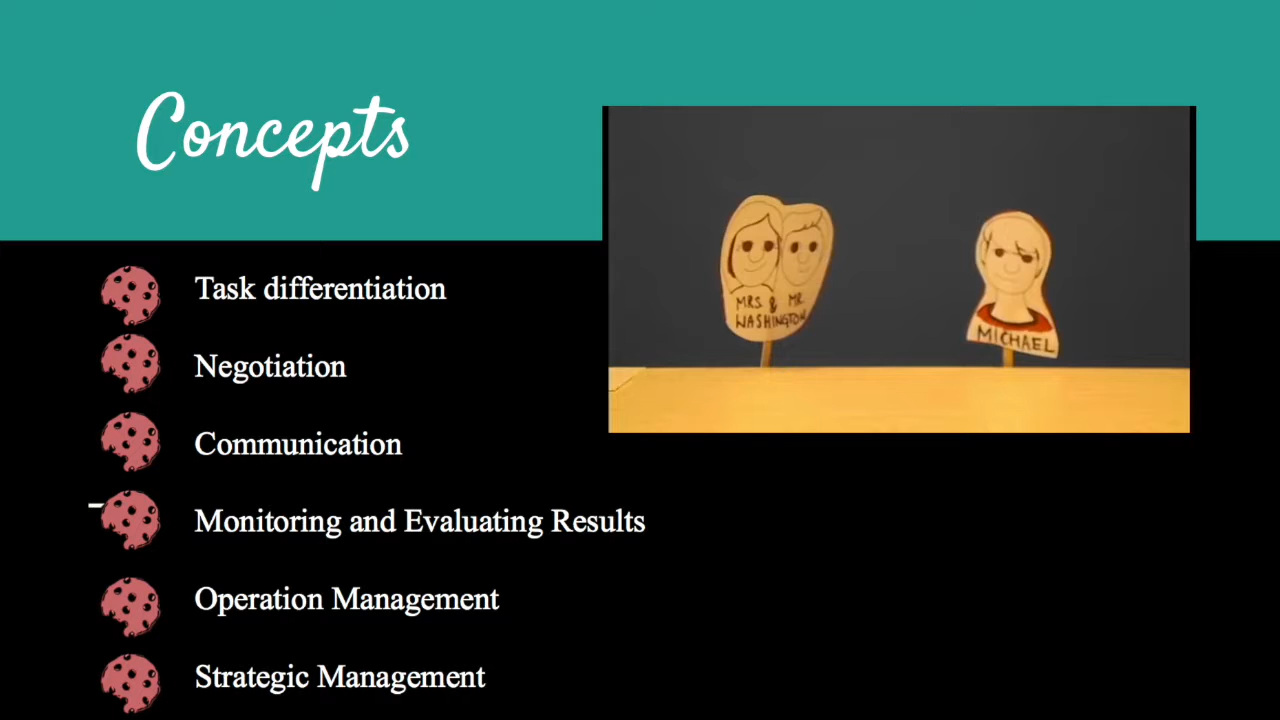 Concepts
Task differentiation
Negotiation
Communication
Monitoring and Evaluating Results
Operation Management
Strategic Management
MRS. & MR.
WASHINGTON
MICHAEL